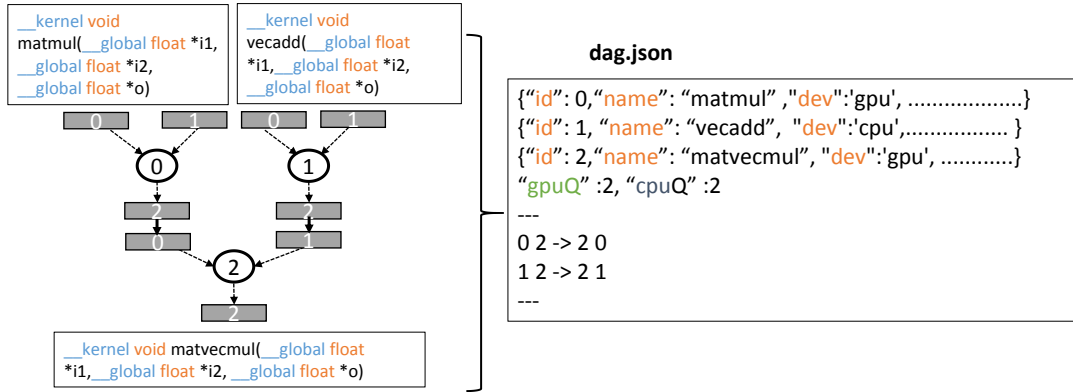 __kernel void
matmul(__global float *i1,
__global float *i2,
__global float *o)
__kernel void
vecadd(__global float
*i1,__global float *i2,
__global float *o)
0 1 0 1
0 1
2 2
0 1
2
2
__kernel void matvecmul(__global float
*i1,__global float *i2, __global float *o)
dag.json
{“id”: 0,“name”: “matmul” ,"dev":'gpu', ....................}
{“id”: 1, “name”: “vecadd”, "dev":'cpu',.................. }
{“id”: 2,“name”: “matvecmul”, "dev":'gpu', ............}
“gpuQ” :2, “cpuQ” :2
---
0 2 -> 2 0
1 2 -> 2 1
---